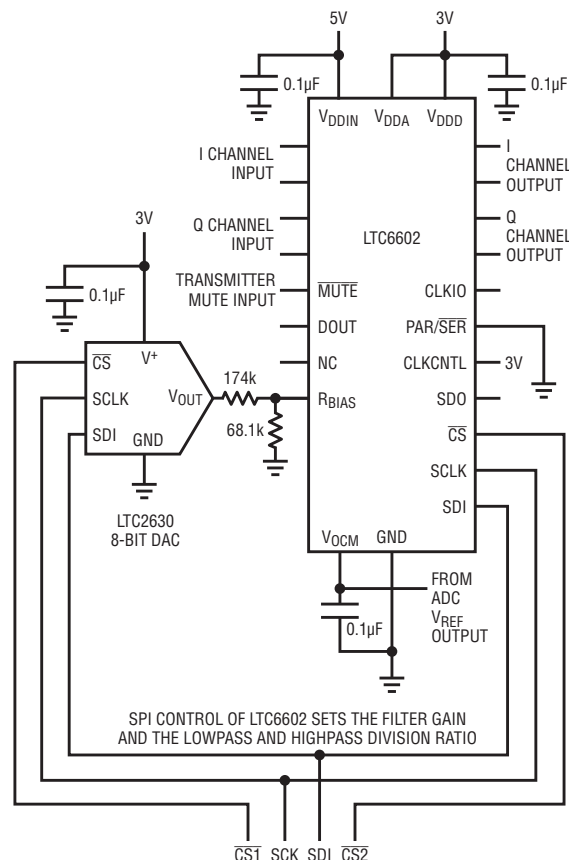 5V
3V
0.1µF
0.1µF
V_DDIN
V_DDA
V_DDD
I CHANNEL
INPUT
I
CHANNEL
OUTPUT
Q CHANNEL
INPUT
Q
CHANNEL
OUTPUT
LTC6602
3V
0.1µF
TRANSMITTER
MUTE INPUT
MUTE
CLKIO
DOUT
PAR/SER
NC
CLKCNTL
3V
V+
CS
SCLK
SDI
V_OUT
GND
174k
68.1k
R_BIAS
SDO
CS
SCLK
SDI
LTC2630
8-BIT DAC
V_OCM
GND
0.1µF
FROM
ADC
V_REF
OUTPUT
SPI CONTROL OF LTC6602 SETS THE FILTER GAIN
AND THE LOWPASS AND HIGHPASS DIVISION RATIO
CS1 SCK SDI CS2